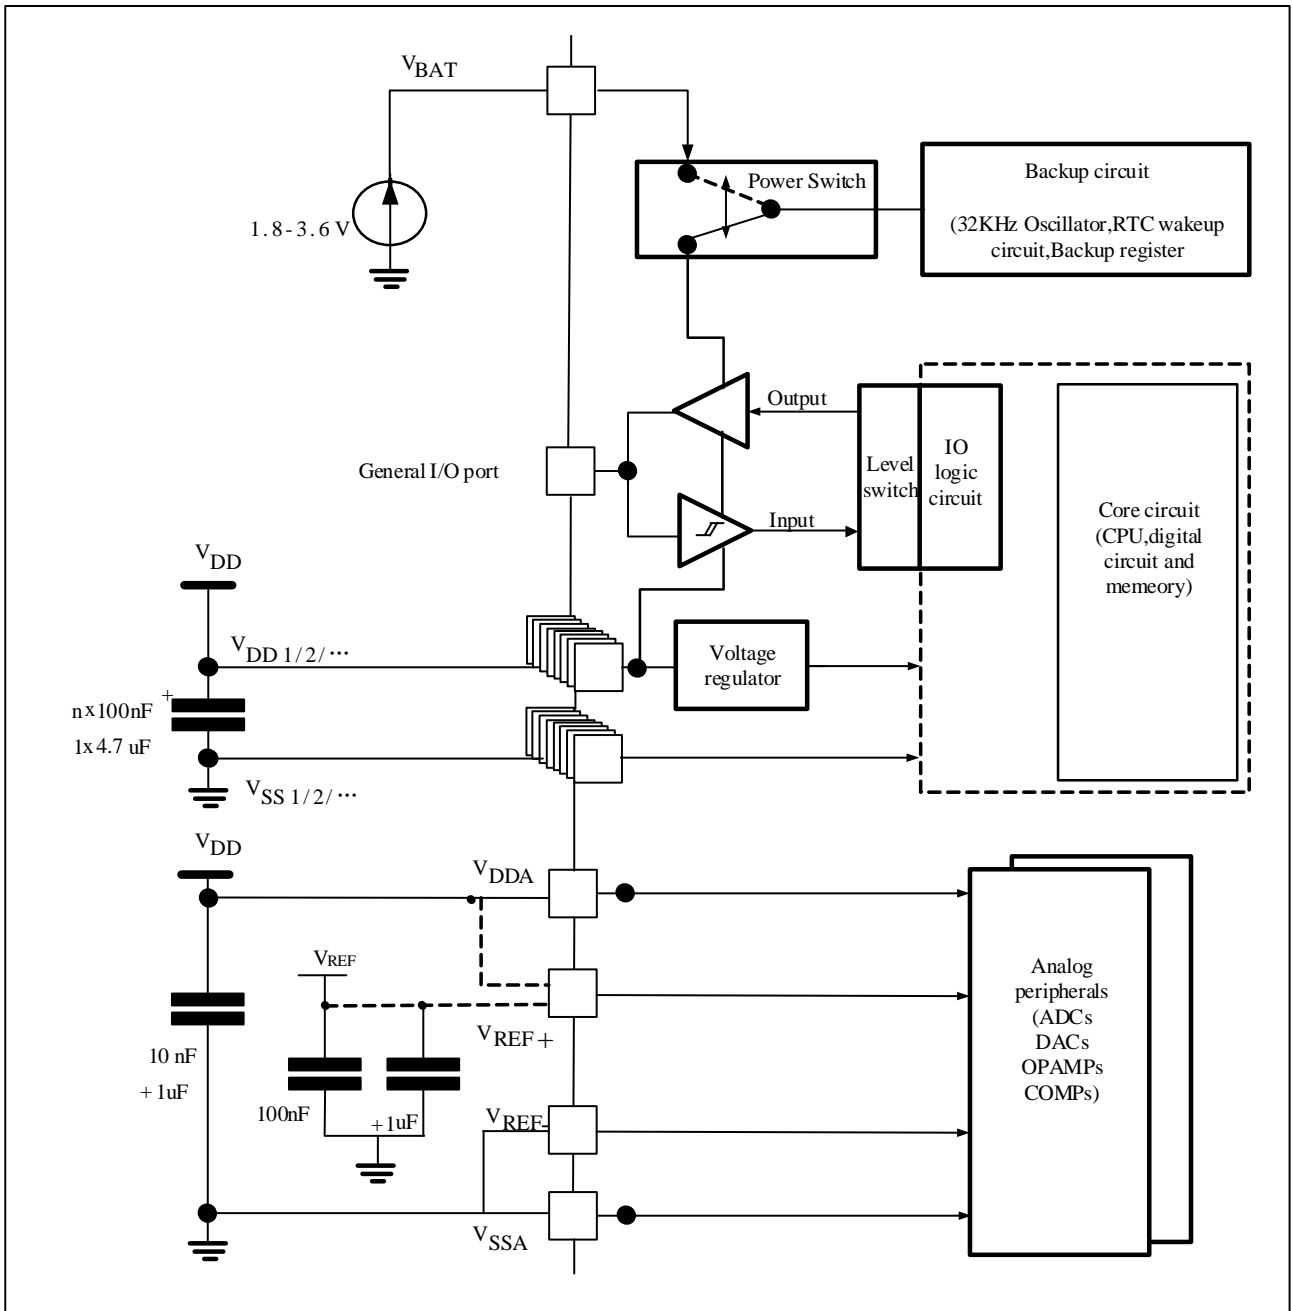 VBAT
1.8-3.6 V
Power Switch
Backup circuit
(32KHz Oscillator,RTC wakeup
circuit,Backup register
General I/O port
Output
Input
Level
switch
IO
logic
circuit
Core circuit
(CPU,digital
circuit and
memeory)
VDD
VDD 1/2/···
n x 100nF
+
1 x 4.7 uF
VSS 1/2/···
Voltage
regulator
VDD
VDDA
VREF
VREF+
10 nF
+1uF
100nF
+1uF
VREF-
VSSA
Analog
peripherals
(ADCs
DACs
OPAMPs
COMPs)